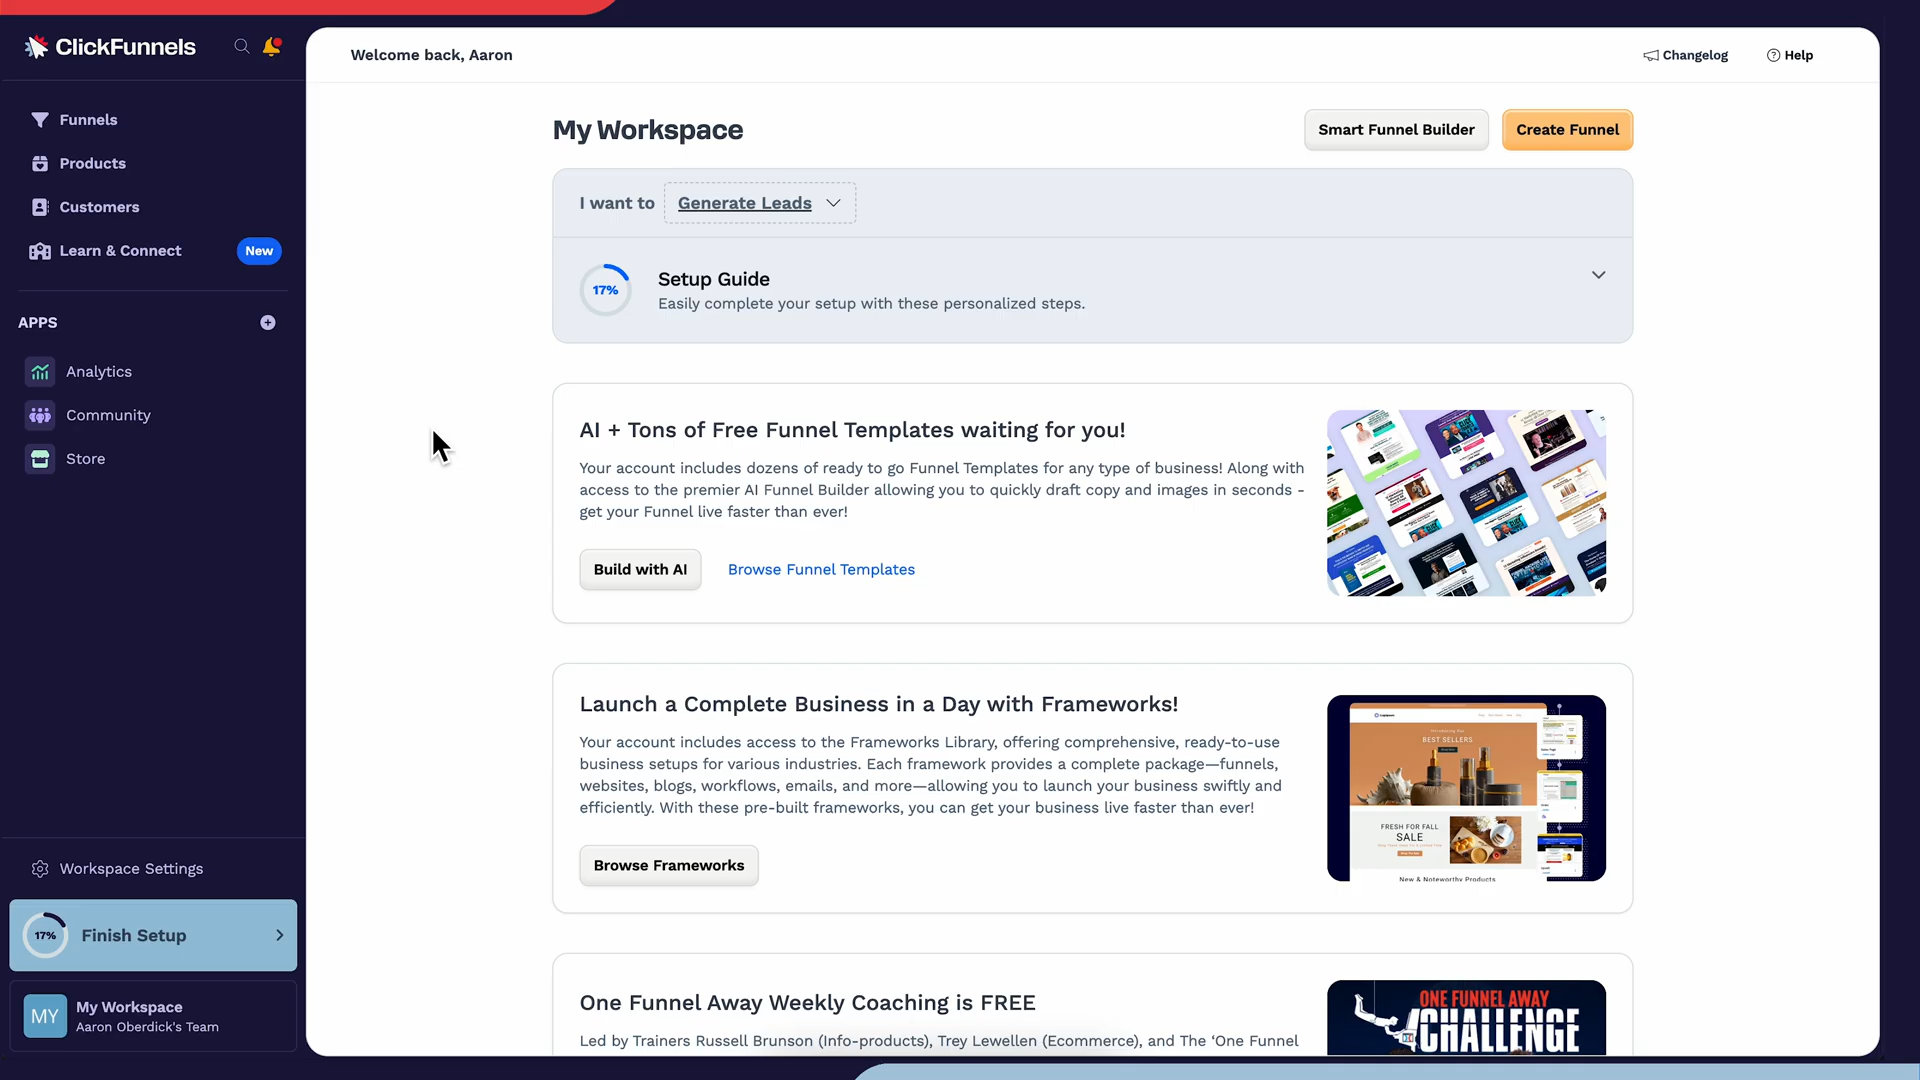 ClickFunnels
Funnels
Products
Customers
Learn & Connect
New
APPS
Analytics
Community
Store
Workspace Settings
17%
Finish Setup
MY
My Workspace
Aaron Oberdick's Team
Welcome back, Aaron
Changelog
Help
My Workspace
Smart Funnel Builder
Create Funnel
I want to Generate Leads
17%
Setup Guide
Easily complete your setup with these personalized steps.
AI + Tons of Free Funnel Templates waiting for you!
Your account includes dozens of ready to go Funnel Templates for any type of business! Along with
access to the premier AI Funnel Builder allowing you to quickly draft copy and images in seconds -
get your Funnel live faster than ever!
Build with AI
Browse Funnel Templates
Launch a Complete Business in a Day with Frameworks!
Your account includes access to the Frameworks Library, offering comprehensive, ready-to-use
business setups for various industries. Each framework provides a complete package—funnels,
websites, blogs, workflows, emails, and more—allowing you to launch your business swiftly and
efficiently. With these pre-built frameworks, you can get your business live faster than ever!
Browse Frameworks
BEST SELLERS
FRESH FOR FALL
SALE
New & Noteworthy Products
One Funnel Away Weekly Coaching is FREE
Led by Trainers Russell Brunson (Info-products), Trey Lewellen (Ecommerce), and The ‘One Funnel
ONE FUNNEL AWAY
CHALLENGE